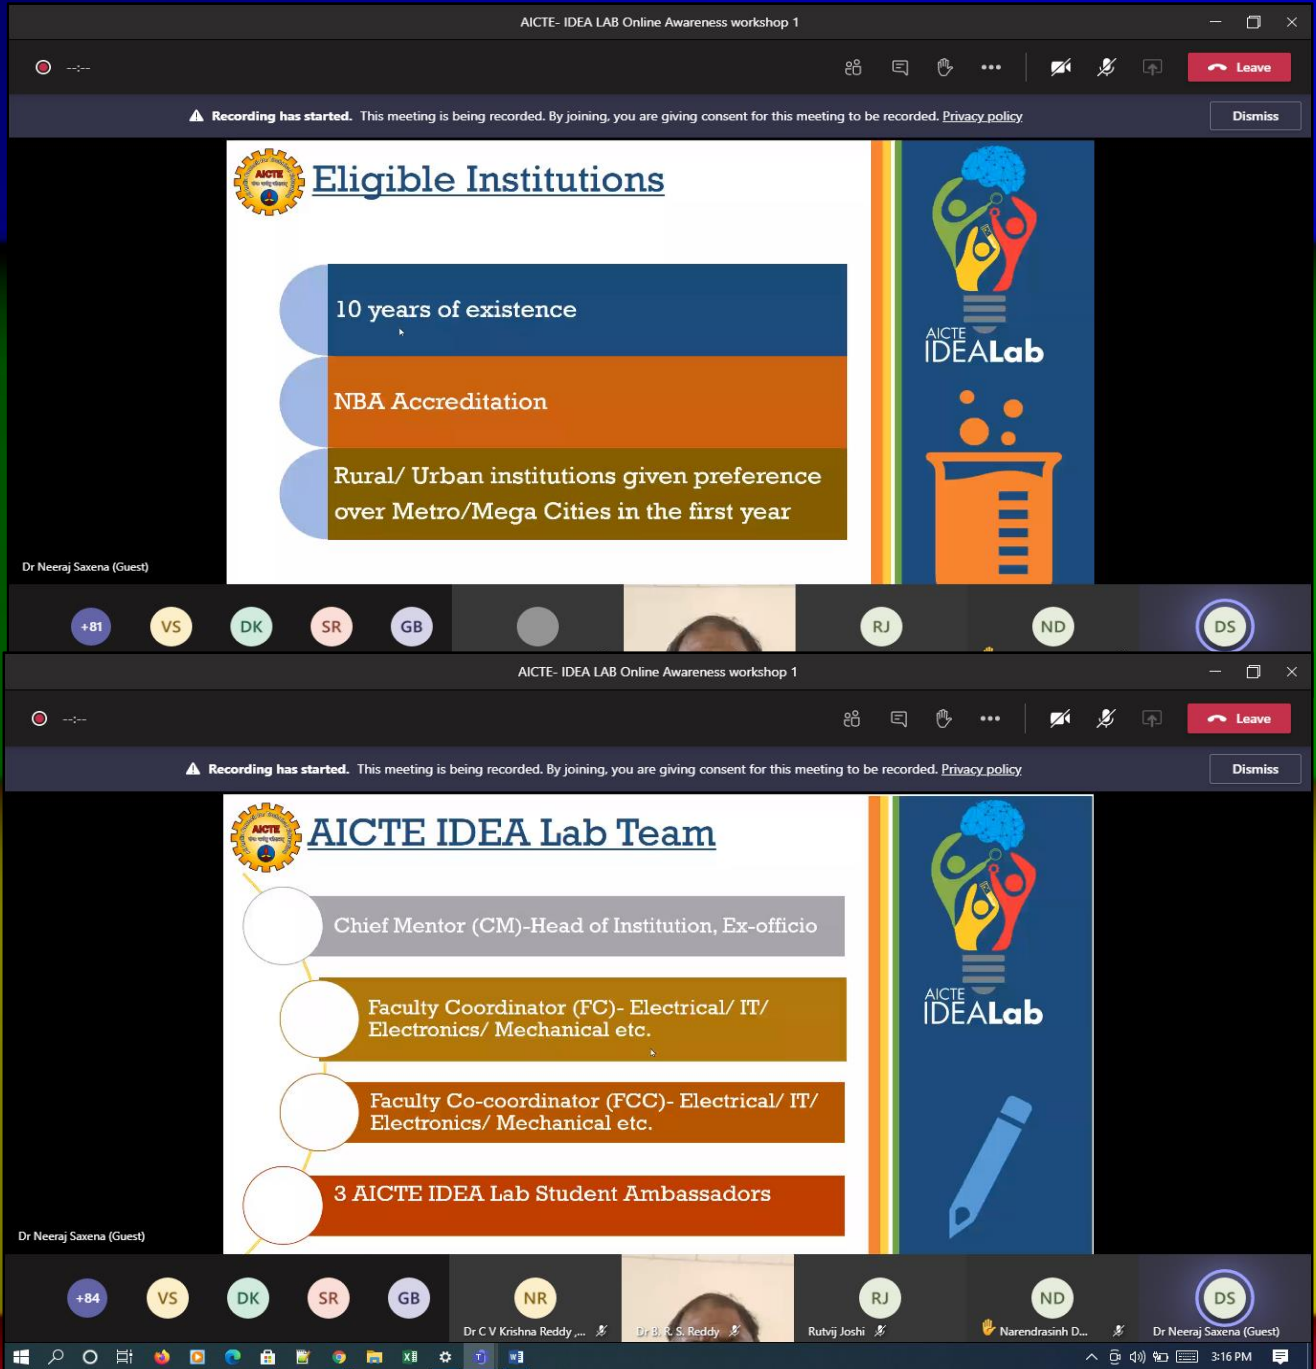 AICTE- IDEA LAB Online Awareness workshop 1
--:--
Leave
Recording has started. This meeting is being recorded. By joining, you are giving consent for this meeting to be recorded. Privacy policy
Dismiss
AICTE
Eligible Institutions
10 years of existence
NBA Accreditation
Rural/ Urban institutions given preference
over Metro/Mega Cities in the first year
AICTE
IDEALab
Dr Neeraj Saxena (Guest)
+81
VS
DK
SR
GB
RJ
ND
DS
AICTE- IDEA LAB Online Awareness workshop 1
--:--
Leave
Recording has started. This meeting is being recorded. By joining, you are giving consent for this meeting to be recorded. Privacy policy
Dismiss
AICTE
AICTE IDEA Lab Team
Chief Mentor (CM)-Head of Institution, Ex-officio
Faculty Coordinator (FC)- Electrical/ IT/
Electronics/ Mechanical etc.
Faculty Co-coordinator (FCC)- Electrical/ IT/
Electronics/ Mechanical etc.
3 AICTE IDEA Lab Student Ambassadors
AICTE
IDEALab
Dr Neeraj Saxena (Guest)
+84
VS
DK
SR
GB
NR
RJ
ND
DS
Dr C V Krishna Reddy ,...
Dr B. R. S. Reddy
Rutvij Joshi
Narendrasinh D...
Dr Neeraj Saxena (Guest)
3:16 PM